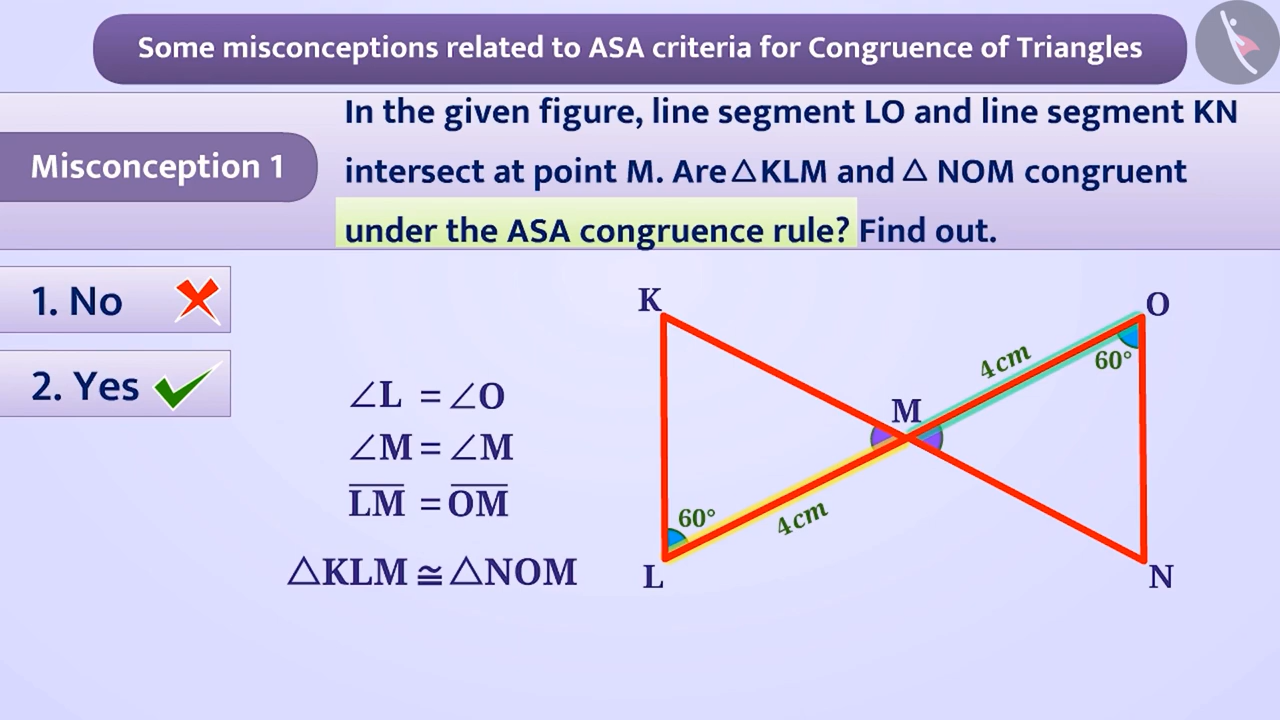 Some misconceptions related to ASA criteria for Congruence of Triangles
Misconception 1
In the given figure, line segment LO and line segment KN
intersect at point M. Are △KLM and △ NOM congruent
under the ASA congruence rule? Find out.
1. No
2. Yes
∠L = ∠O
∠M = ∠M
L̅M̅ = O̅M̅
△KLM ≅ △NOM
K
O
4cm
60°
M
60°
4cm
L
N